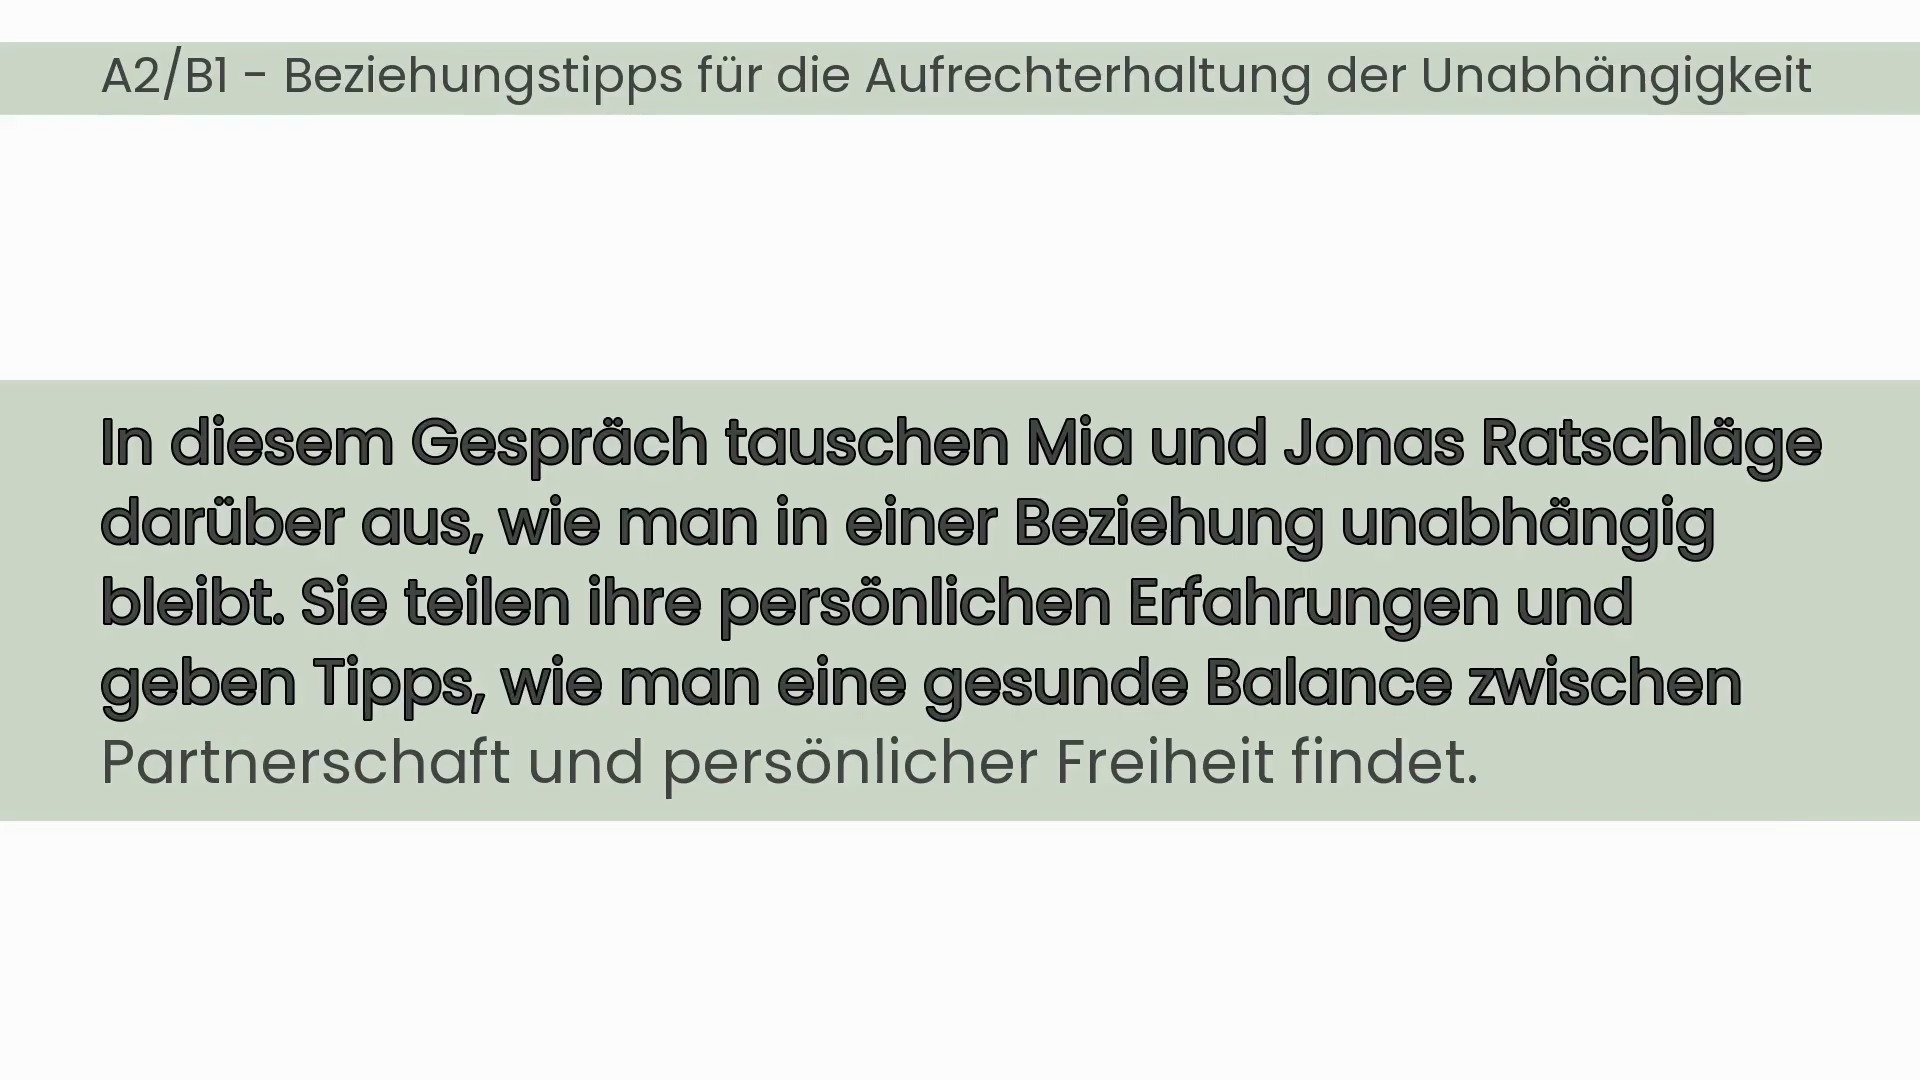 A2/B1 - Beziehungstipps für die Aufrechterhaltung der Unabhängigkeit
In diesem Gespräch tauschen Mia und Jonas Ratschläge
darüber aus, wie man in einer Beziehung unabhängig
bleibt. Sie teilen ihre persönlichen Erfahrungen und
geben Tipps, wie man eine gesunde Balance zwischen
Partnerschaft und persönlicher Freiheit findet.